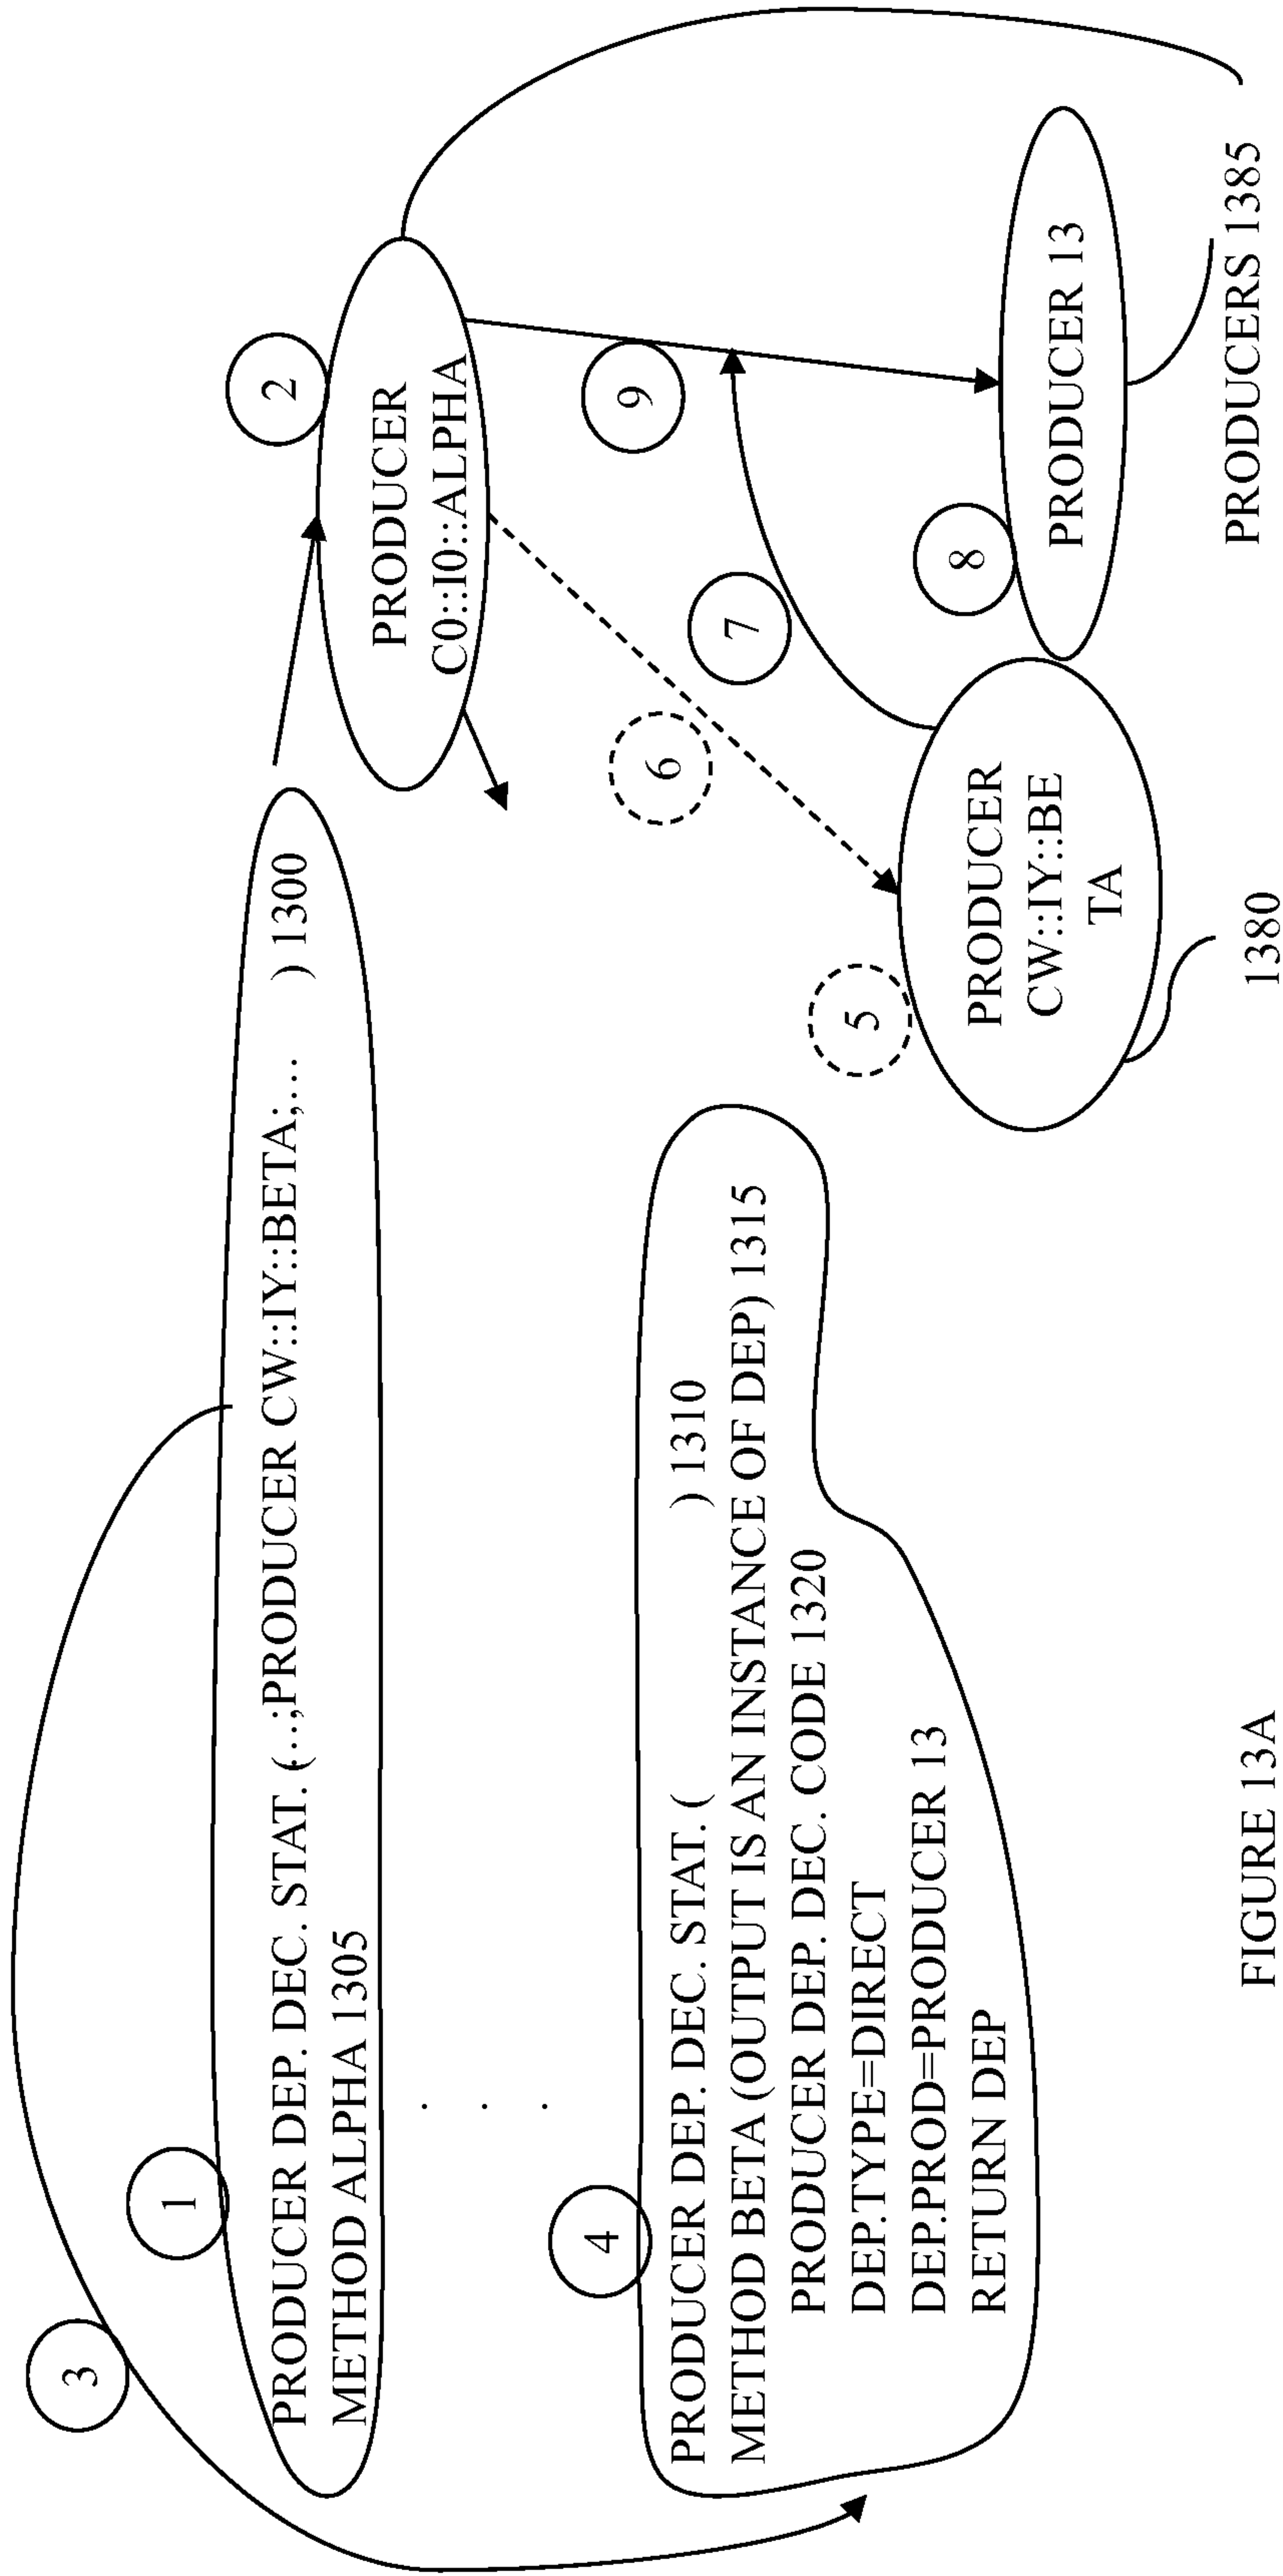 3
1
PRODUCER DEP. DEC. STAT. (...;PRODUCER CW::IY::BETA;... ) 1300
METHOD ALPHA 1305
2
PRODUCER
C0::I0::ALPHA
. . .
4
PRODUCER DEP. DEC. STAT. ( ) 1310
METHOD BETA (OUTPUT IS AN INSTANCE OF DEP) 1315
PRODUCER DEP. DEC. CODE 1320
DEP.TYPE=DIRECT
DEP.PROD=PRODUCER 13
RETURN DEP
6
9
7
5
8
PRODUCER
CW::IY::BE
TA
PRODUCER 13
1380
PRODUCERS 1385
FIGURE 13A